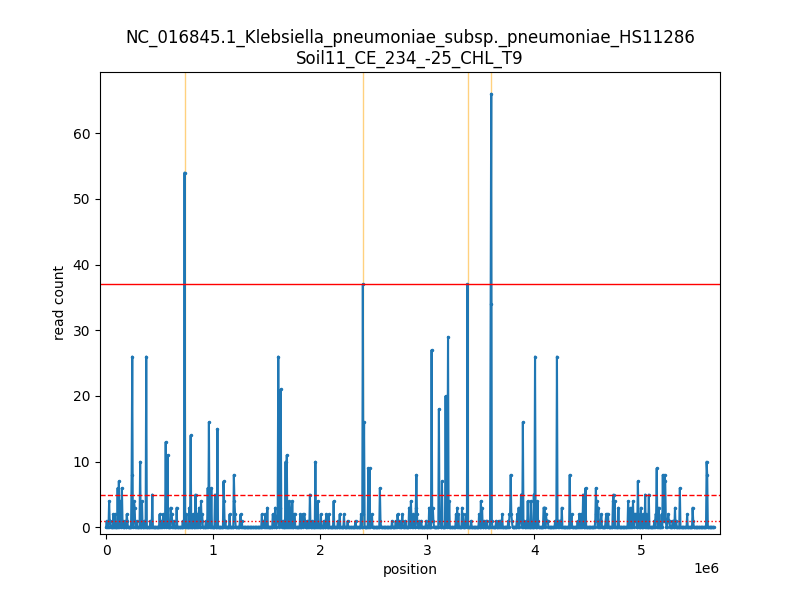 NC_016845.1_Klebsiella_pneumoniae_subsp._pneumoniae_HS11286
Soil11_CE_234_-25_CHL_T9
60
50
40
30
20
10
0
read count
0 1 2 3 4 5
1e6
position